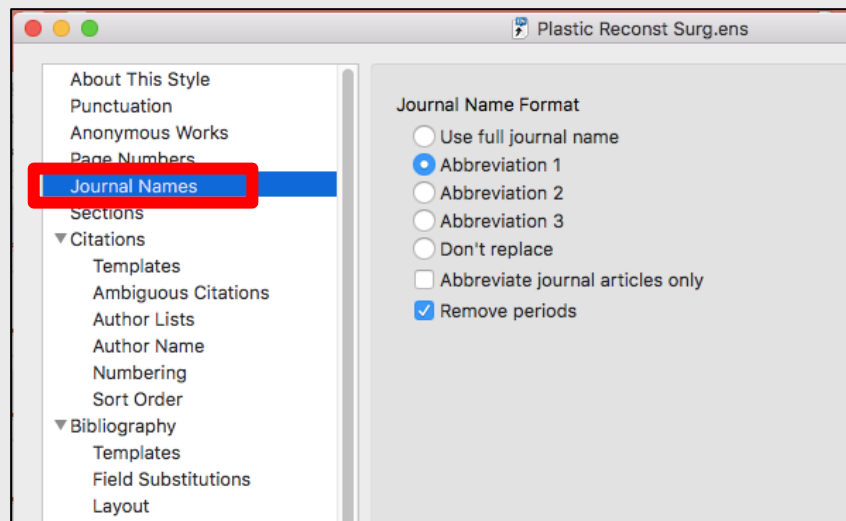 Plastic Reconst Surg.ens
About This Style
Punctuation
Anonymous Works
Page Numbers
Journal Names
Sections
Citations
Templates
Ambiguous Citations
Author Lists
Author Name
Numbering
Sort Order
Bibliography
Templates
Field Substitutions
Layout
Journal Name Format
Use full journal name
Abbreviation 1
Abbreviation 2
Abbreviation 3
Don't replace
Abbreviate journal articles only
Remove periods